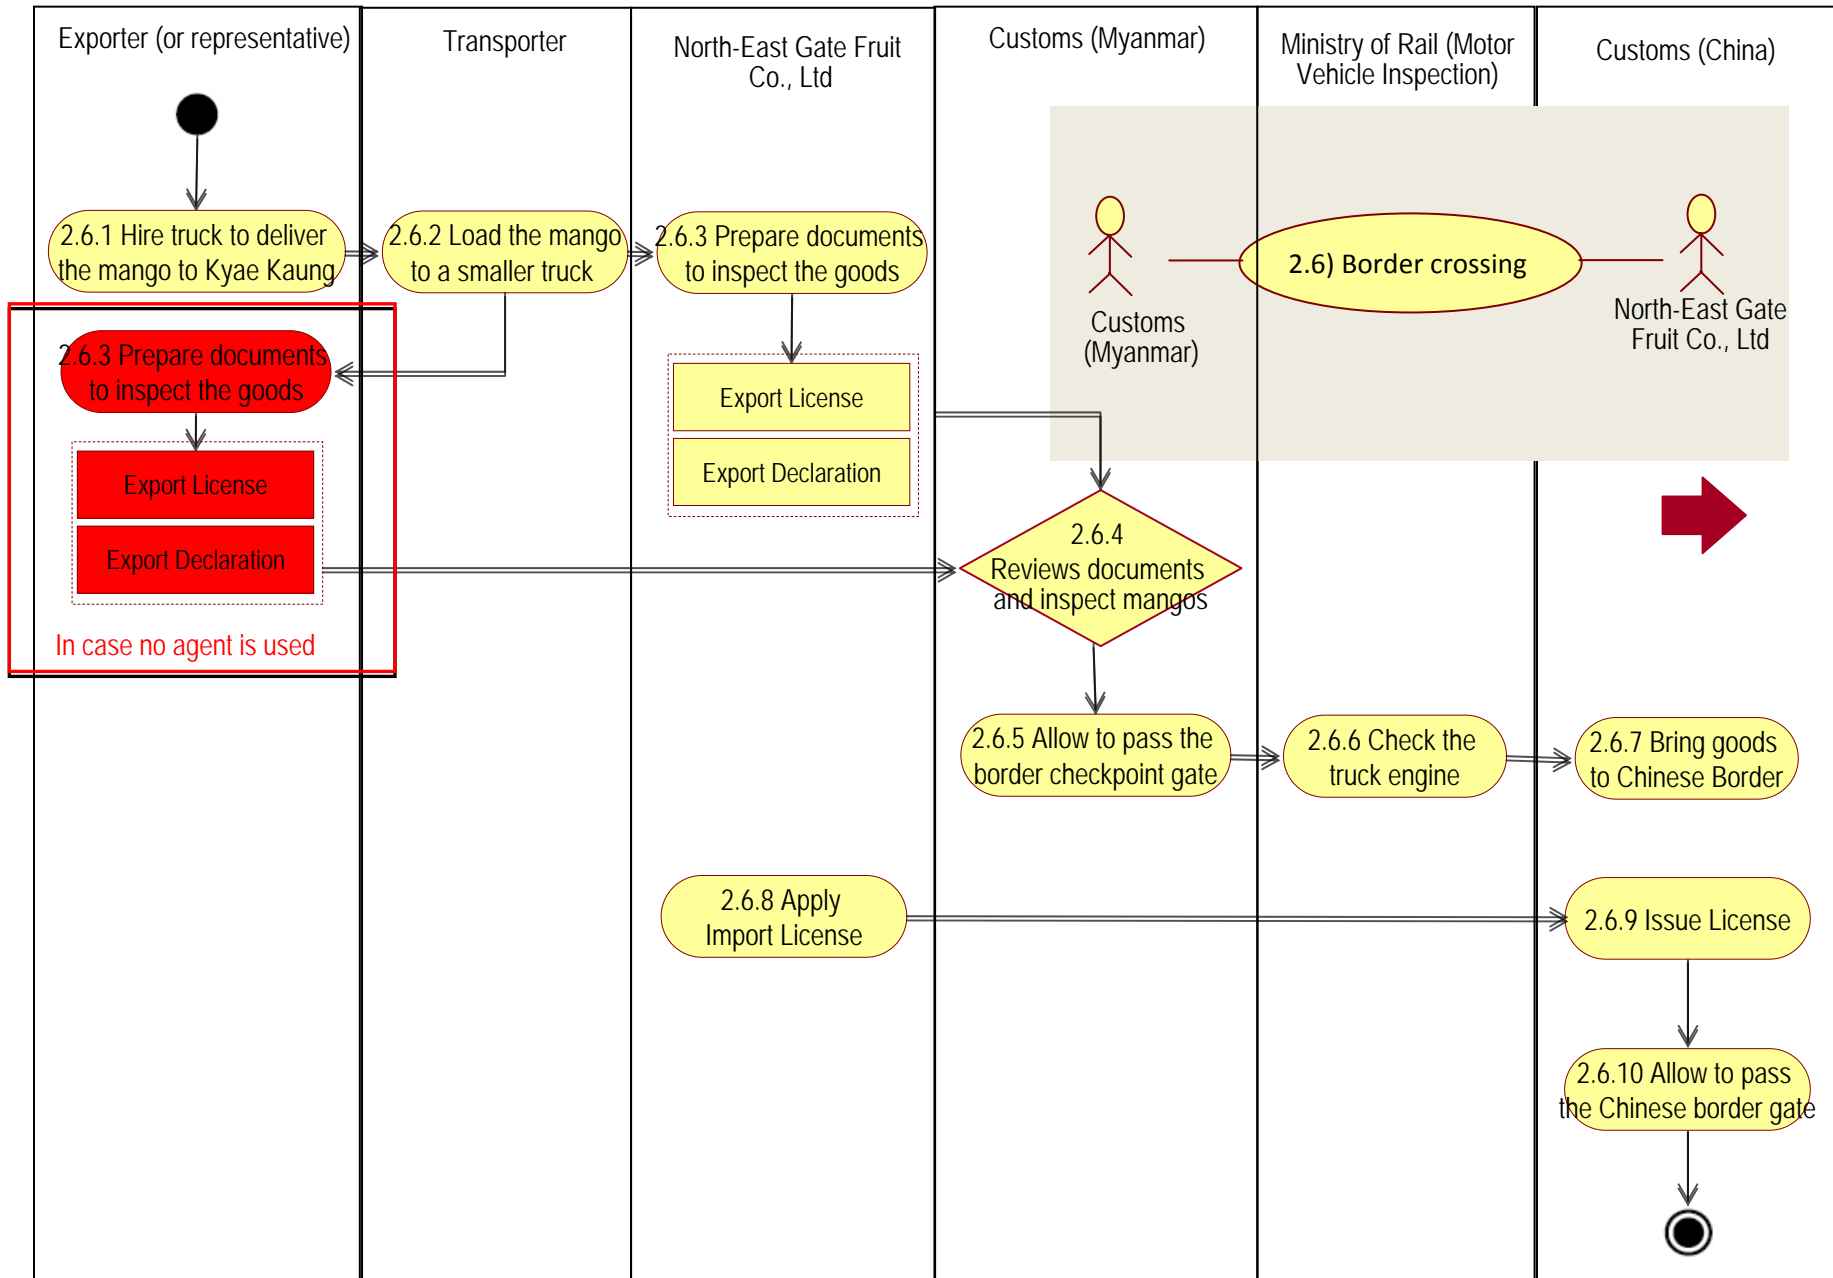 Exporter (or representative)
Transporter
North-East Gate Fruit
Co., Ltd
Customs (Myanmar)
Ministry of Rail (Motor
Vehicle Inspection)
Customs (China)
2.6.1 Hire truck to deliver
the mango to Kyae Kaung
2.6.2 Load the mango
to a smaller truck
2.6.3 Prepare documents
to inspect the goods
2.6) Border crossing
Customs
(Myanmar)
North-East Gate
Fruit Co., Ltd
2.6.3 Prepare documents
to inspect the goods
Export License
Export Declaration
In case no agent is used
Export License
Export Declaration
2.6.4
Reviews documents
and inspect mangos
2.6.5 Allow to pass the
border checkpoint gate
2.6.6 Check the
truck engine
2.6.7 Bring goods
to Chinese Border
2.6.8 Apply
Import License
2.6.9 Issue License
2.6.10 Allow to pass
the Chinese border gate